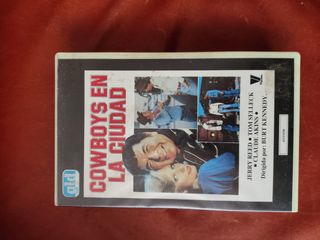 COWBOYS EN
LA CIUDAD
JERRY REED • TOM SELLECK
• CLAUDE AKINS •
Dirigida por: BURT KENNEDY